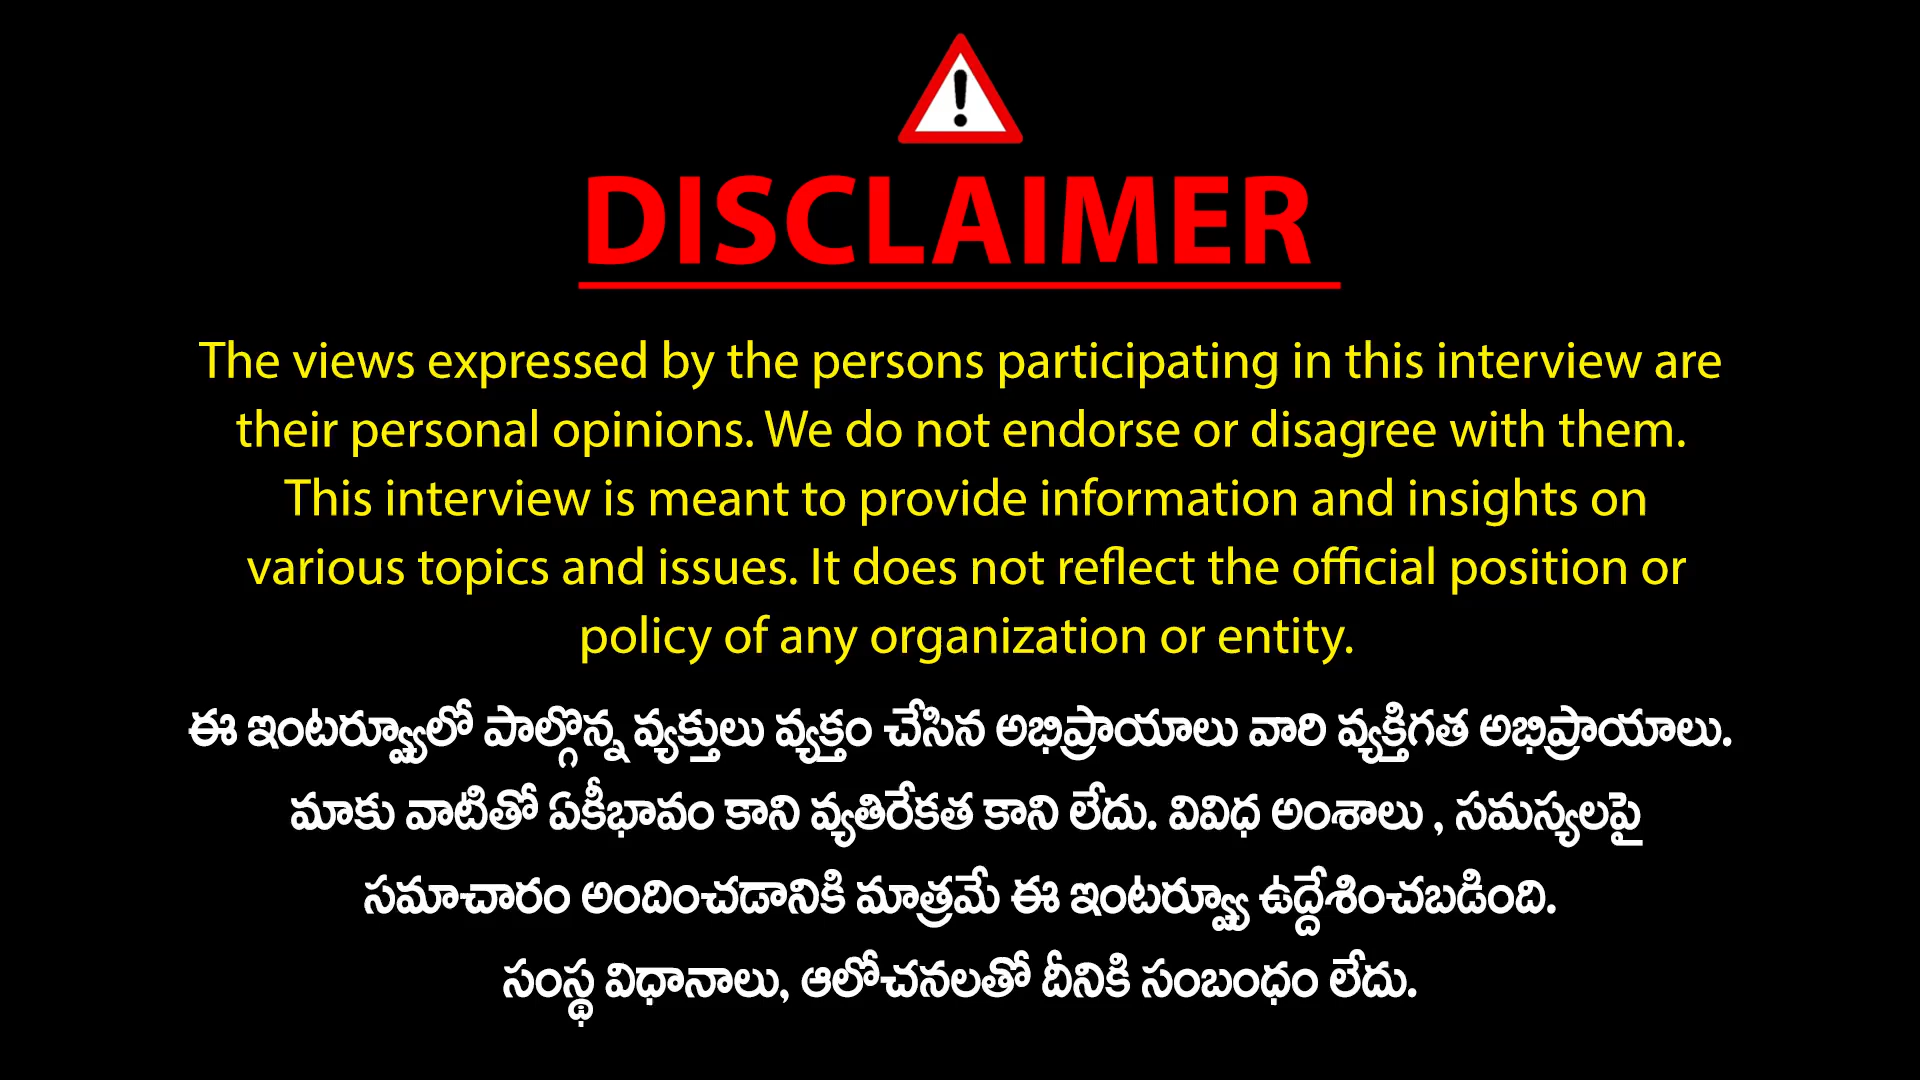 DISCLAIMER
The views expressed by the persons participating in this interview are
their personal opinions. We do not endorse or disagree with them.
This interview is meant to provide information and insights on
various topics and issues. It does not reflect the official position or
policy of any organization or entity.
ఈ ఇంటర్వ్యూలో పాల్గొన్న వ్యక్తులు వ్యక్తం చేసిన అభిప్రాయాలు వారి వ్యక్తిగత అభిప్రాయాలు.
మాకు వాటితో ఏకీభావం కాని వ్యతిరేకత కాని లేదు. వివిధ అంశాలు , సమస్యలపై
సమాచారం అందించడానికి మాత్రమే ఈ ఇంటర్వ్యూ ఉద్దేశించబడింది.
సంస్థ విధానాలు, ఆలోచనలతో దీనికి సంబంధం లేదు.